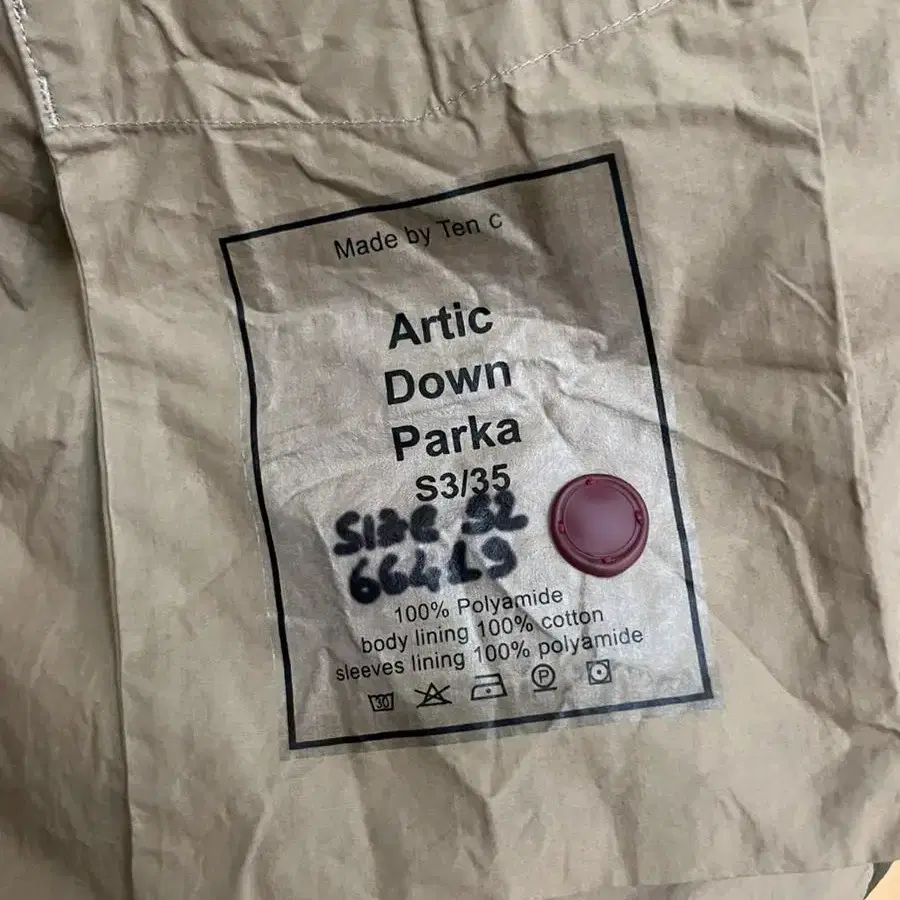 Made by Ten c
Artic
Down
Parka
S3/35
SIZE 52
66419
100% Polyamide
body lining 100% cotton
sleeves lining 100% polyamide
30 P